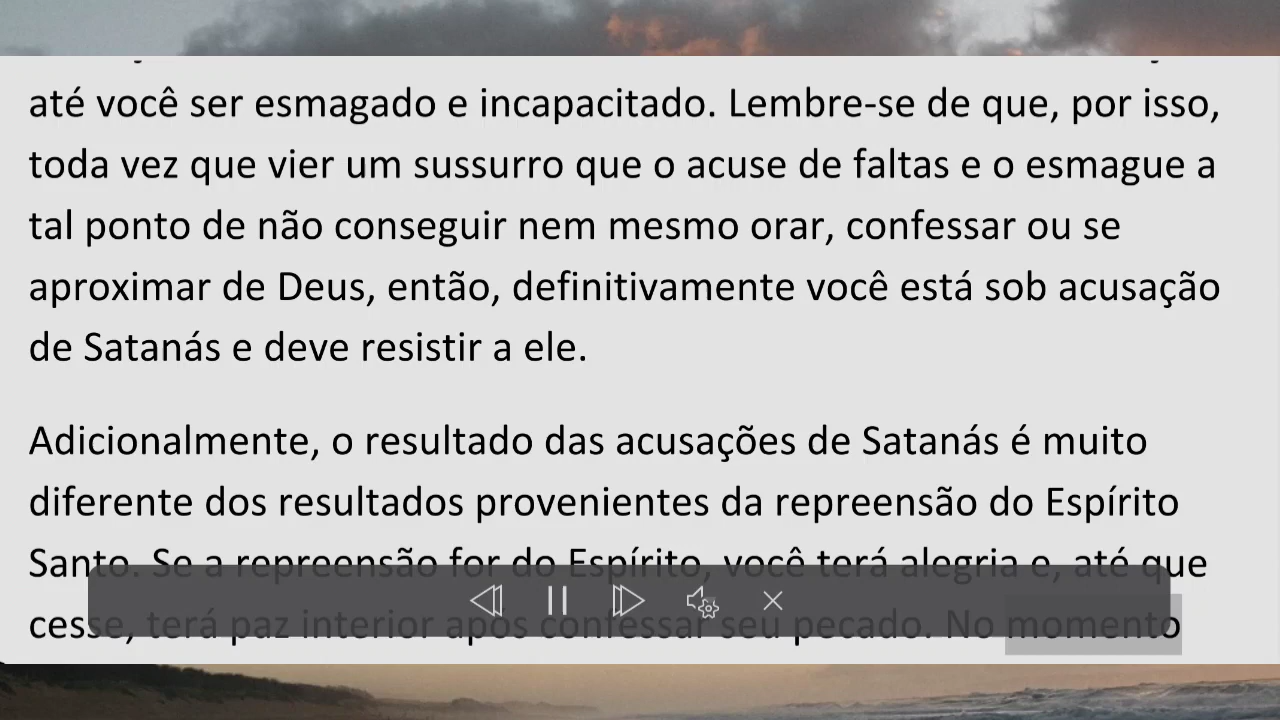 até você ser esmagado e incapacitado. Lembre-se de que, por isso,
toda vez que vier um sussurro que o acuse de faltas e o esmague a
tal ponto de não conseguir nem mesmo orar, confessar ou se
aproximar de Deus, então, definitivamente você está sob acusação
de Satanás e deve resistir a ele.
Adicionalmente, o resultado das acusações de Satanás é muito
diferente dos resultados provenientes da repreensão do Espírito
Santo. Se a repreensão for do Espírito, você terá alegria e, até que
cesse, terá paz interior após confessar seu pecado. No momento